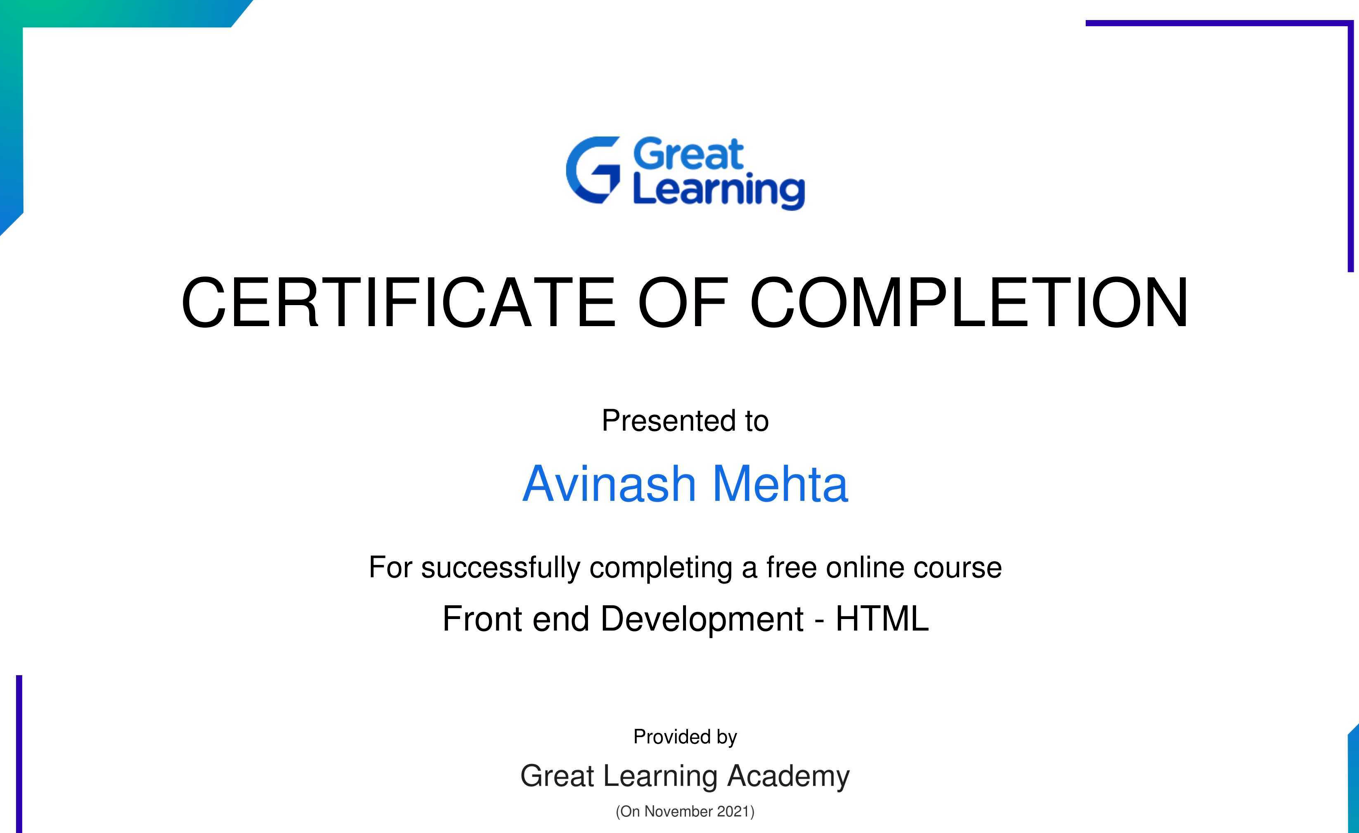 Great
Learning
CERTIFICATE OF COMPLETION
Presented to
Avinash Mehta
For successfully completing a free online course
Front end Development - HTML
Provided by
Great Learning Academy
(On November 2021)